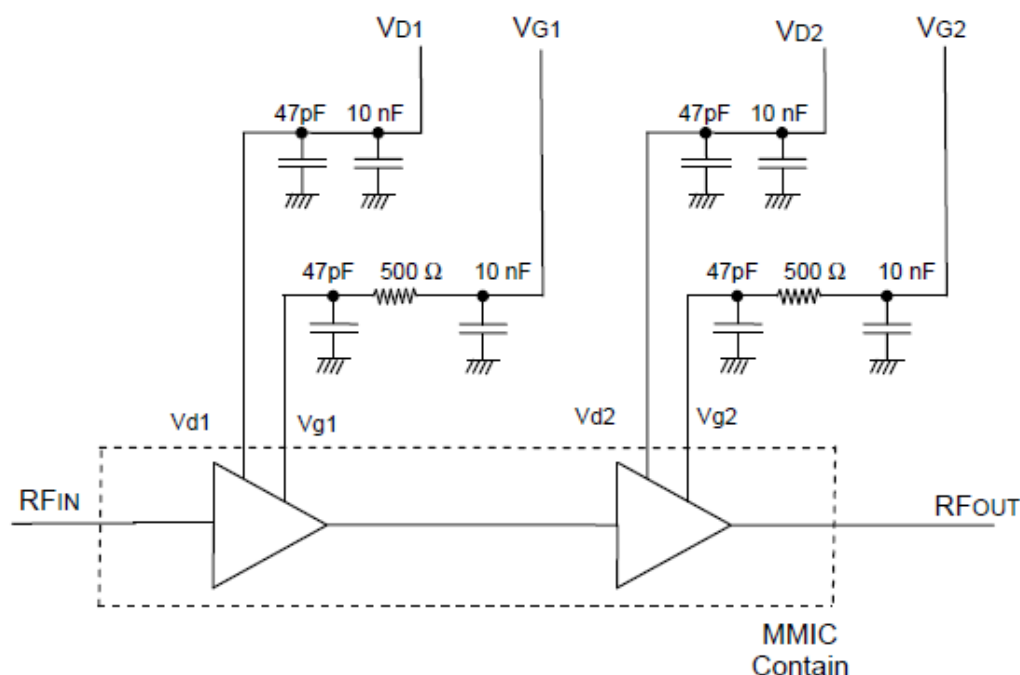 VD1 VG1 VD2 VG2
47pF 10 nF 47pF 10 nF
47pF 500 Ω 10 nF 47pF 500 Ω 10 nF
Vd1 Vg1 Vd2 Vg2
RFIN RFOUT
MMIC
Contain